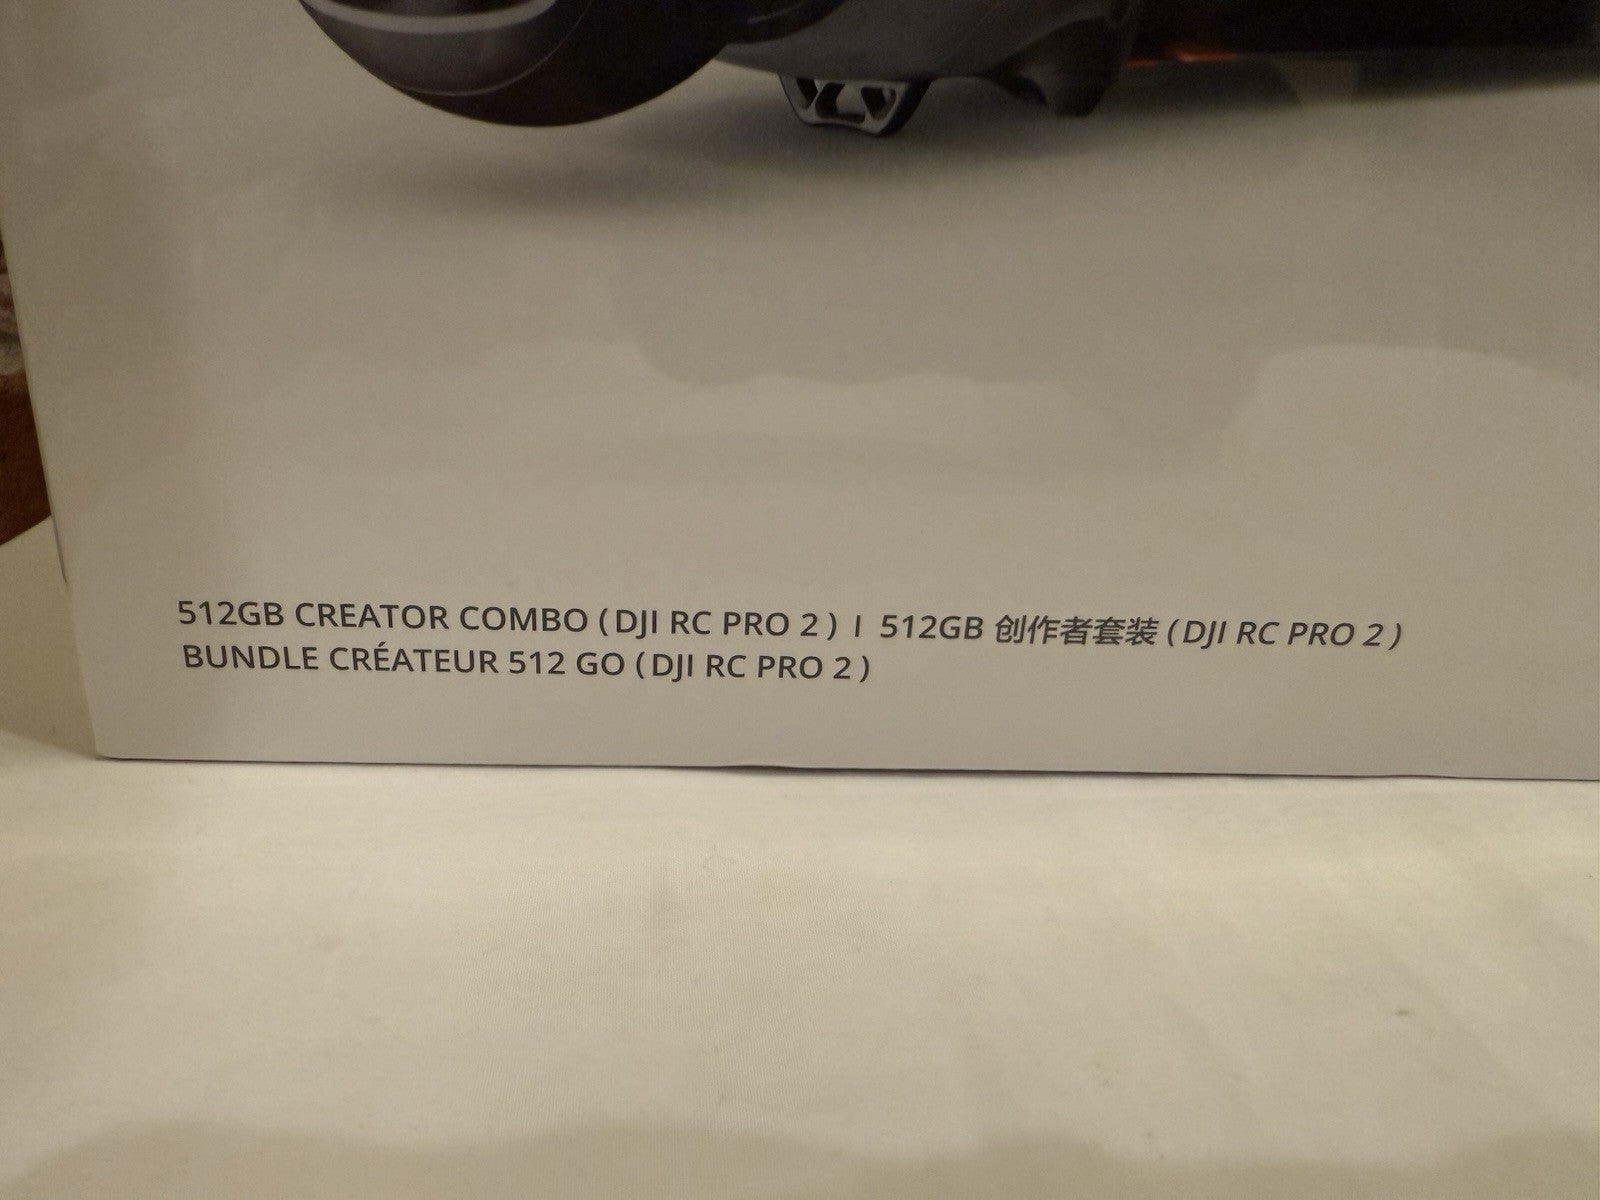 512GB CREATOR COMBO (DJI RC PRO 2) I 512GB 创作者套装 (DJI RC PRO 2)
BUNDLE CRÉATEUR 512 GO (DJI RC PRO 2)